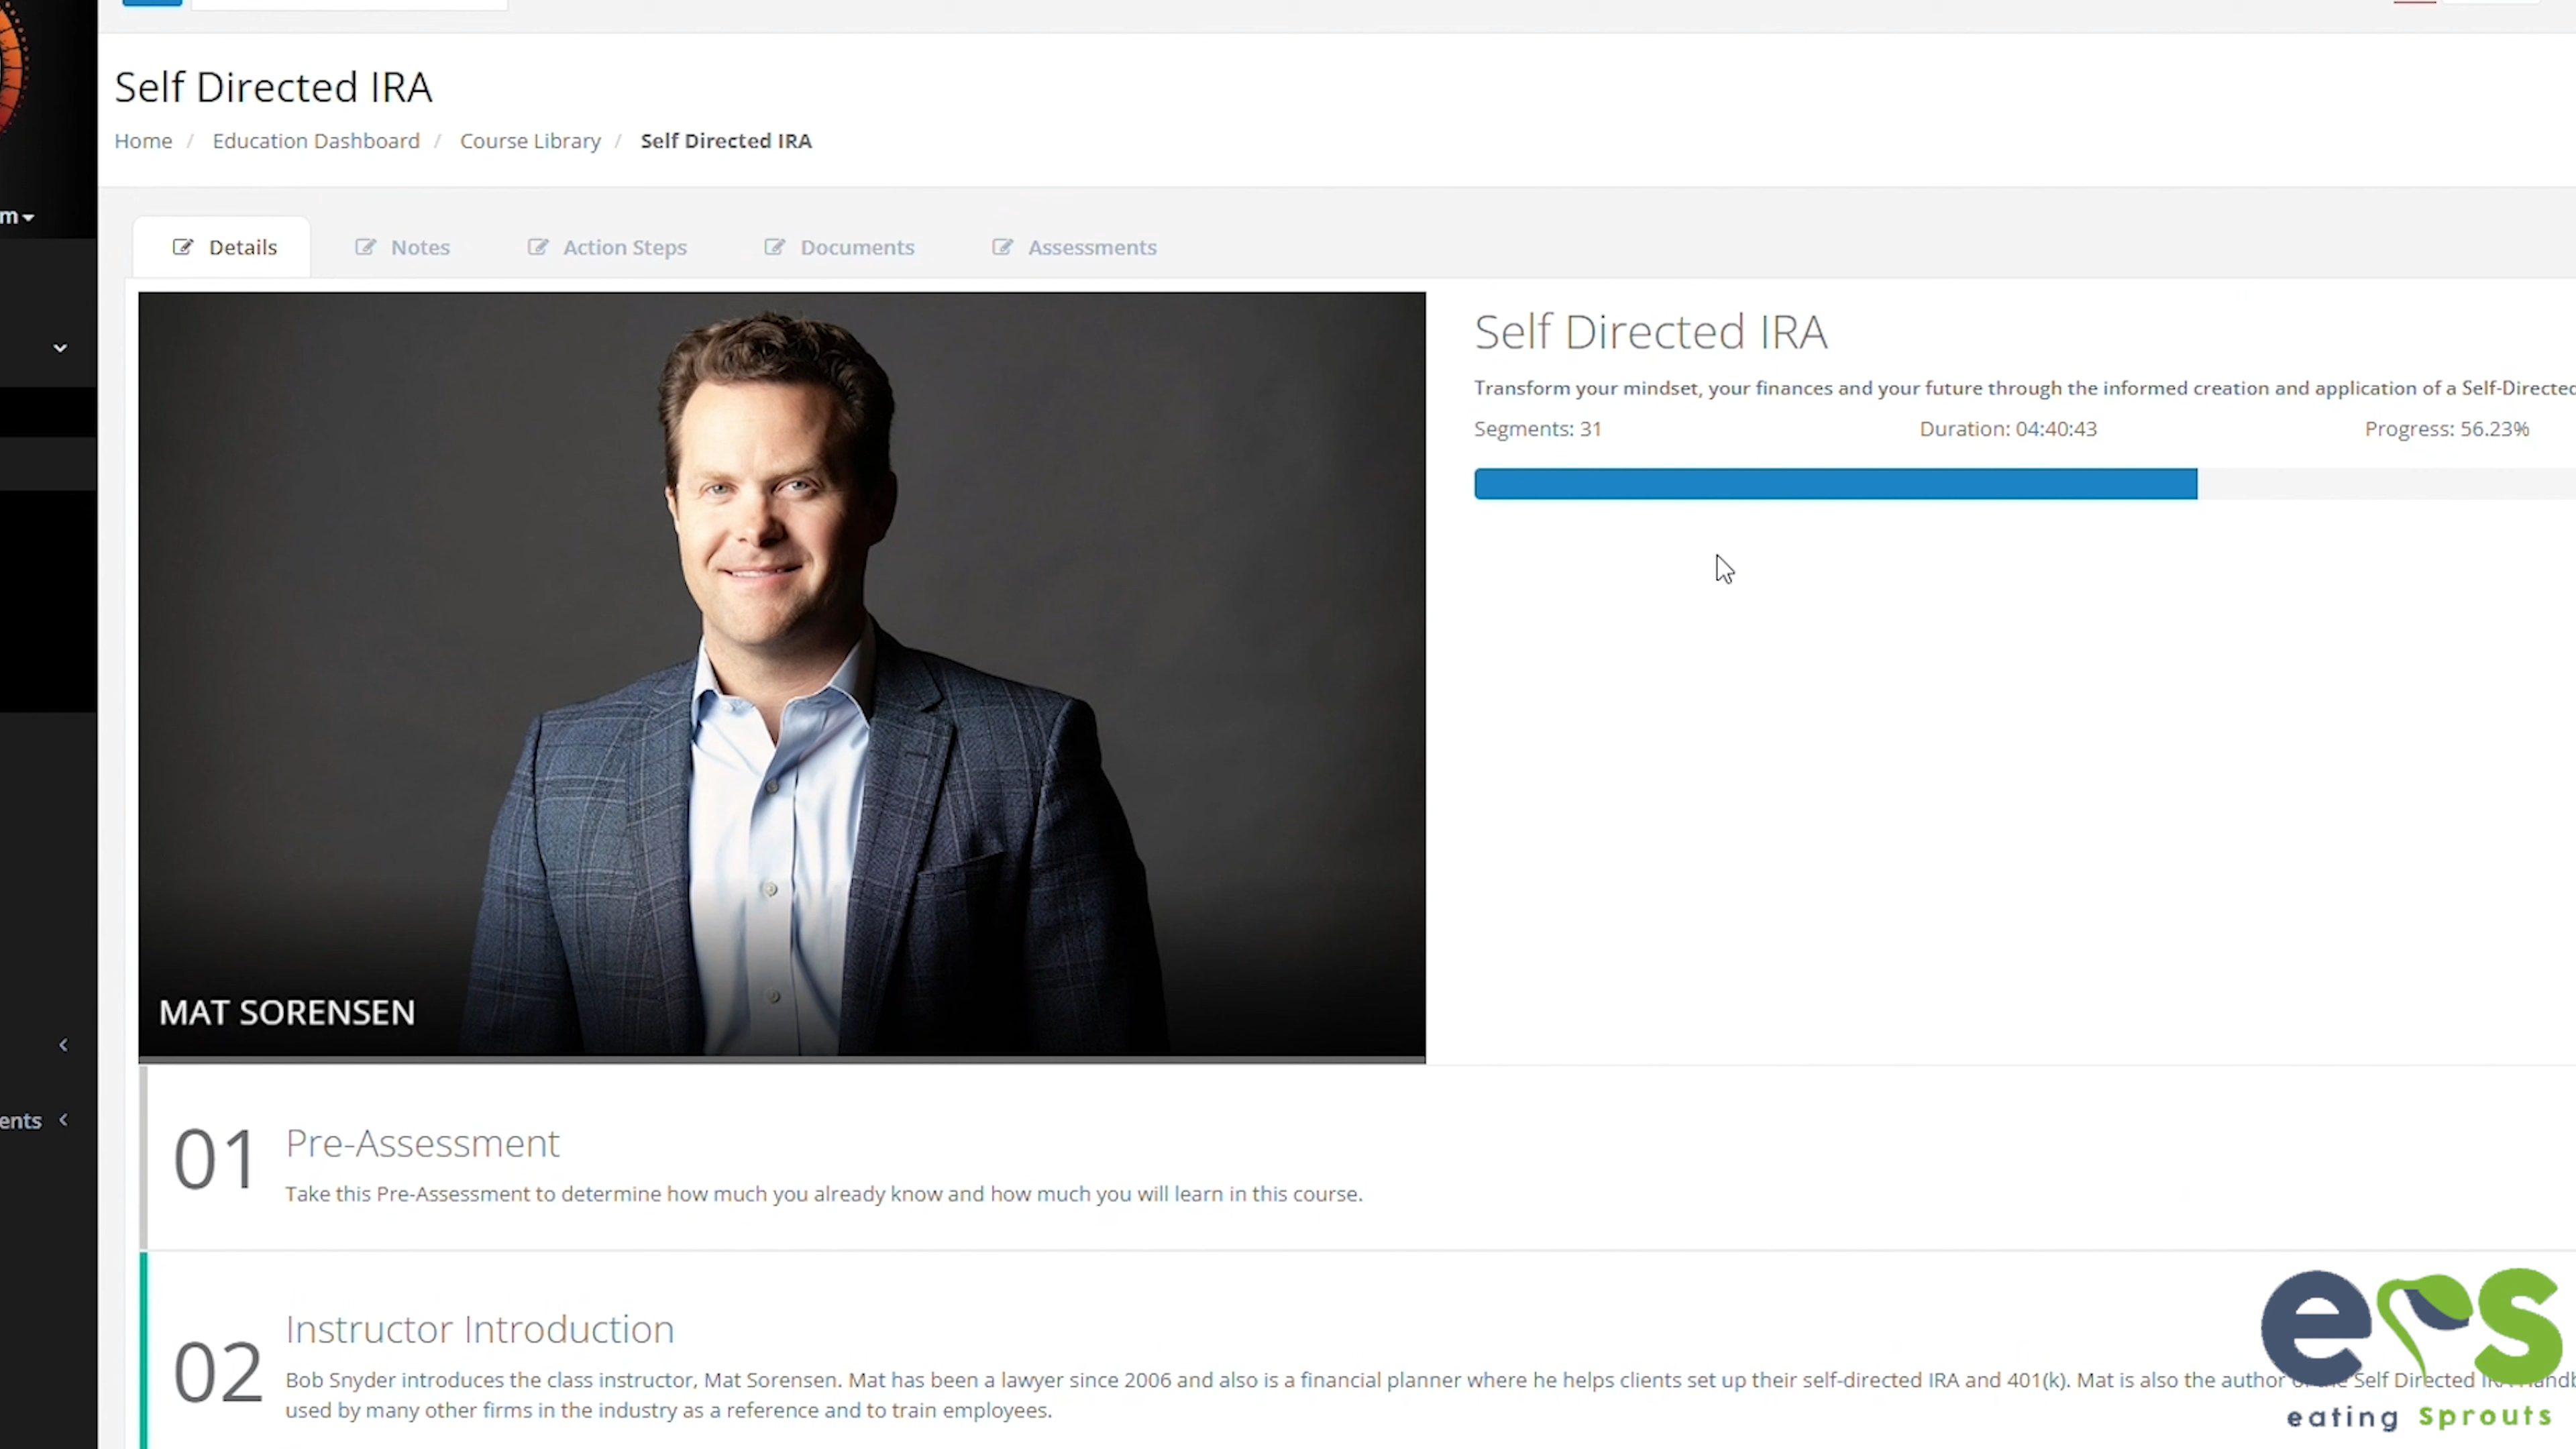 Self Directed IRA
Home / Education Dashboard / Course Library / Self Directed IRA
m
Details Notes Action Steps Documents Assessments
Self Directed IRA
Transform your mindset, your finances and your future through the informed creation and application of a Self-Directed
Segments: 31 Duration: 04:40:43 Progress: 56.23%
MAT SORENSEN
ents
01 Pre-Assessment
Take this Pre-Assessment to determine how much you already know and how much you will learn in this course.
02 Instructor Introduction
Bob Snyder introduces the class instructor, Mat Sorensen. Mat has been a lawyer since 2006 and also is a financial planner where he helps clients set up their self-directed IRA and 401(k). Mat is also the author Self Directed
used by many other firms in the industry as a reference and to train employees.
es
eating Sprouts